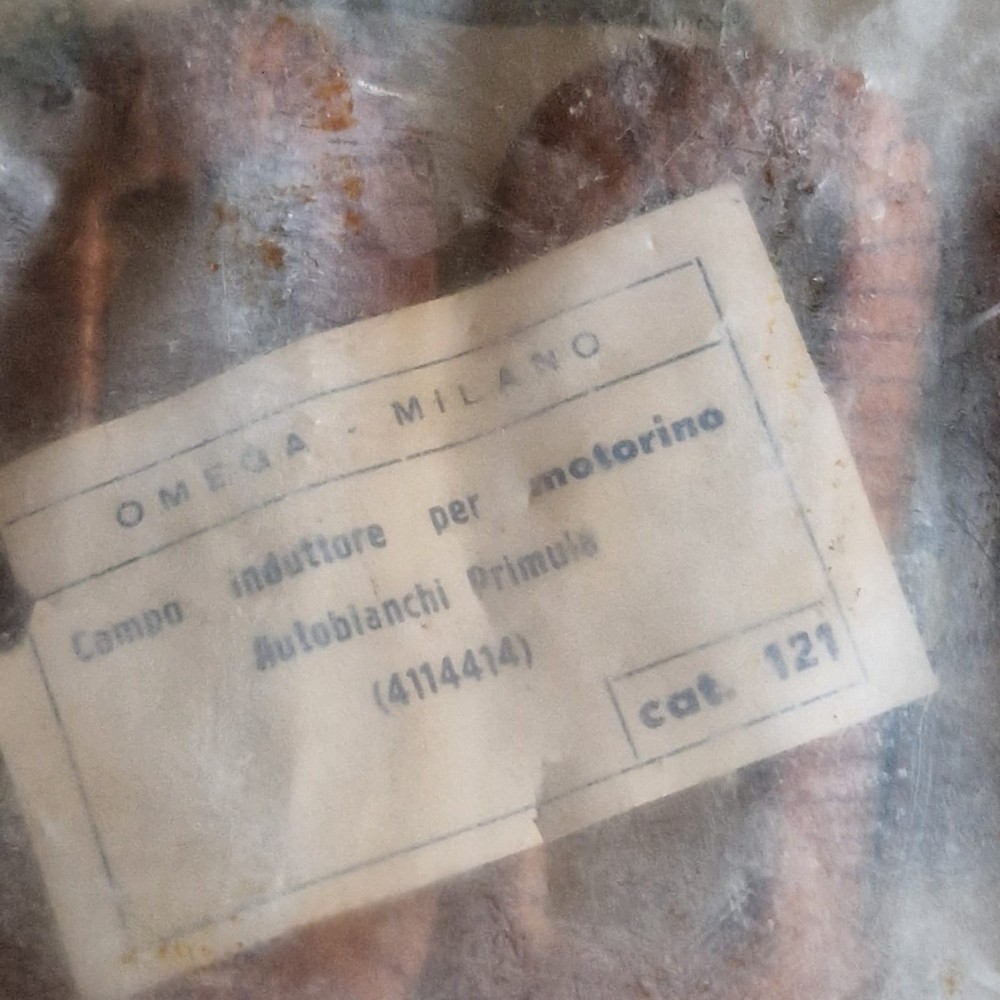 OMEGA - MILANO
Campo induttore per motorino
Autobianchi Primula
(4114414)
cat. 121